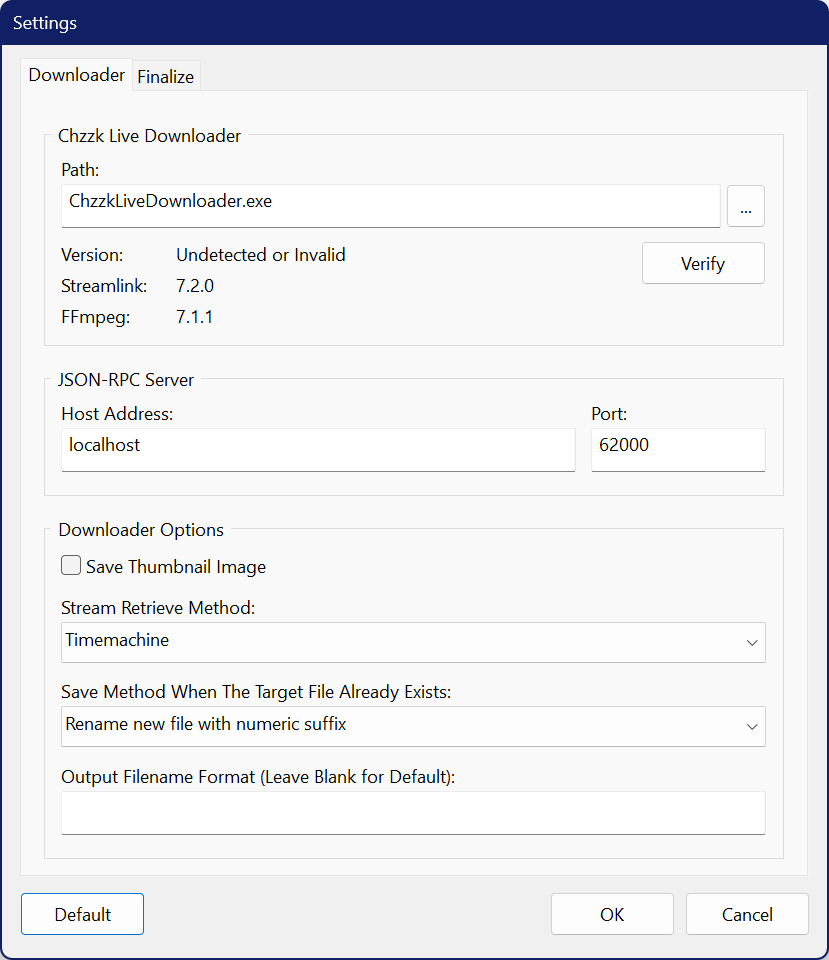 Settings
Downloader Finalize
Chzzk Live Downloader
Path:
ChzzkLiveDownloader.exe ...
Version: Undetected or Invalid
Verify
Streamlink: 7.2.0
FFmpeg: 7.1.1
JSON-RPC Server
Host Address: Port:
localhost 62000
Downloader Options
Save Thumbnail Image
Stream Retrieve Method:
Timemachine
Save Method When The Target File Already Exists:
Rename new file with numeric suffix
Output Filename Format (Leave Blank for Default):
Default OK Cancel